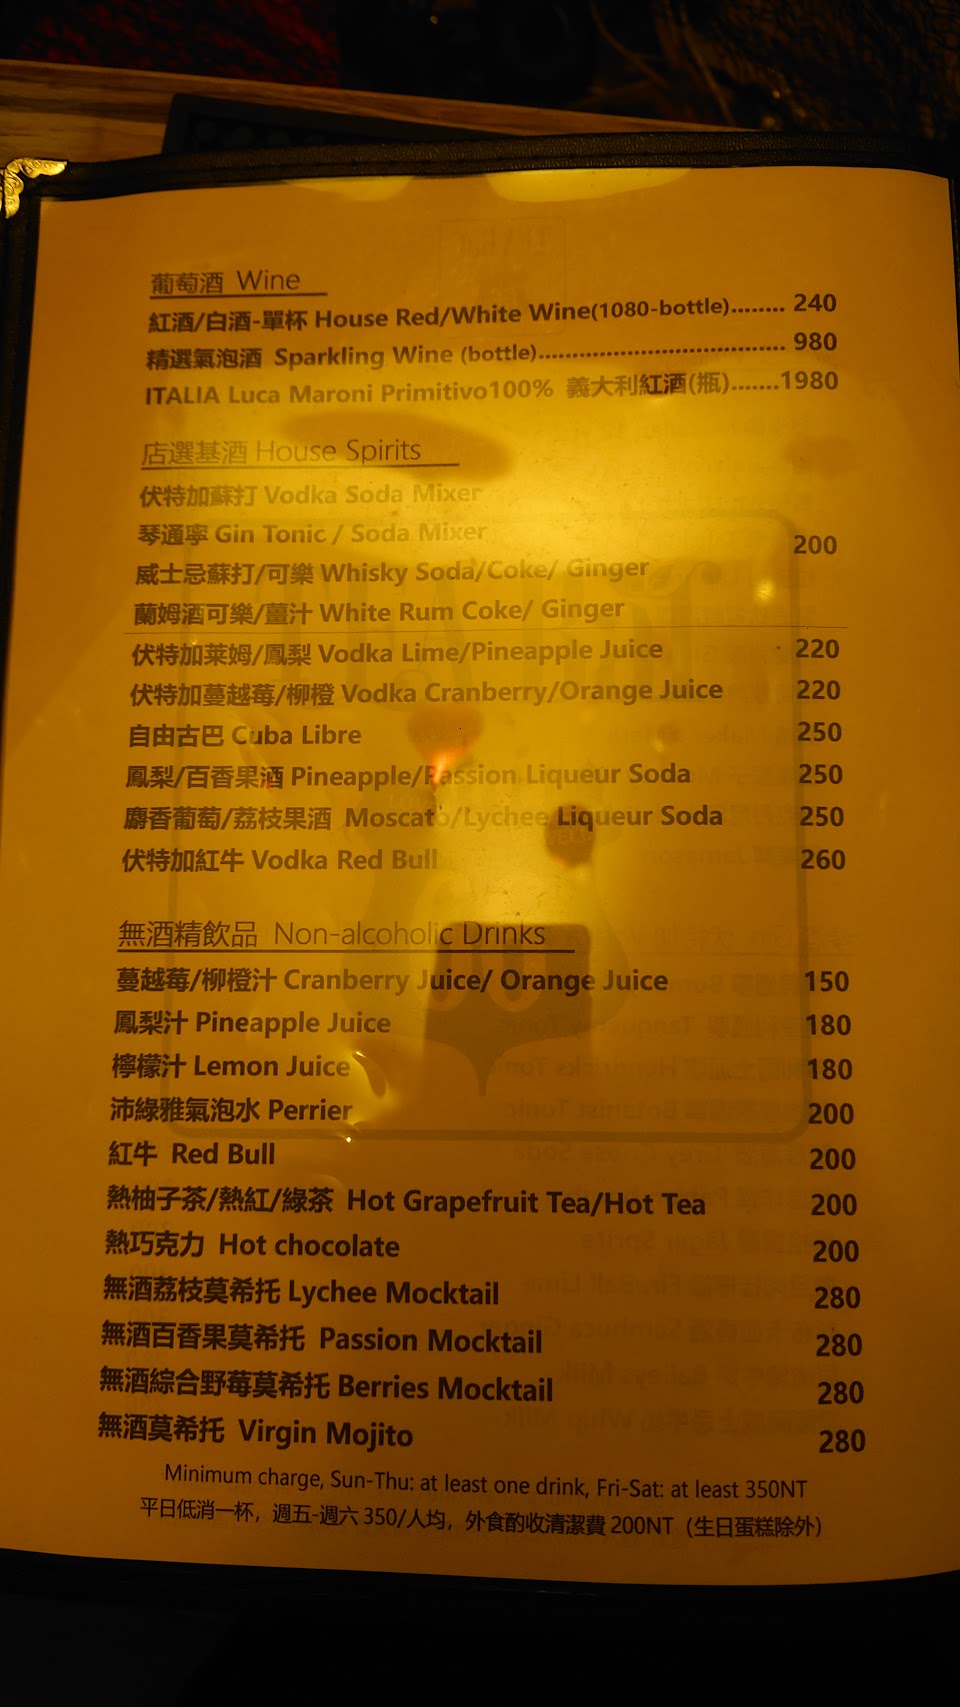 葡萄酒 Wine
紅酒/白酒-單杯 House Red/White Wine(1080-bottle)........ 240
精選氣泡酒 Sparkling Wine (bottle)..................................... 980
ITALIA Luca Maroni Primitivo100% 義大利紅酒(瓶).......1980
店選基酒 House Spirits
伏特加蘇打 Vodka Soda Mixer
琴通寧 Gin Tonic / Soda Mixer
200
威士忌蘇打/可樂 Whisky Soda/Coke/ Ginger
蘭姆酒可樂/薑汁 White Rum Coke/ Ginger
伏特加萊姆/鳳梨 Vodka Lime/Pineapple Juice 220
伏特加蔓越莓/柳橙 Vodka Cranberry/Orange Juice 220
自由古巴 Cuba Libre 250
鳳梨/百香果酒 Pineapple/Passion Liqueur Soda 250
麝香葡萄/荔枝果酒 Moscato/Lychee Liqueur Soda 250
伏特加紅牛 Vodka Red Bull 260
無酒精飲品 Non-alcoholic Drinks
蔓越莓/柳橙汁 Cranberry Juice/ Orange Juice 150
鳳梨汁 Pineapple Juice 180
檸檬汁 Lemon Juice 180
沛綠雅氣泡水 Perrier 200
紅牛 Red Bull 200
熱柚子茶/熱紅/綠茶 Hot Grapefruit Tea/Hot Tea 200
熱巧克力 Hot chocolate 200
無酒荔枝莫希托 Lychee Mocktail 280
無酒百香果莫希托 Passion Mocktail 280
無酒綜合野莓莫希托 Berries Mocktail 280
無酒莫希托 Virgin Mojito 280
Minimum charge, Sun-Thu: at least one drink, Fri-Sat: at least 350NT
平日低消一杯，週五-週六 350/人均，外食酌收清潔費 200NT（生日蛋糕除外）